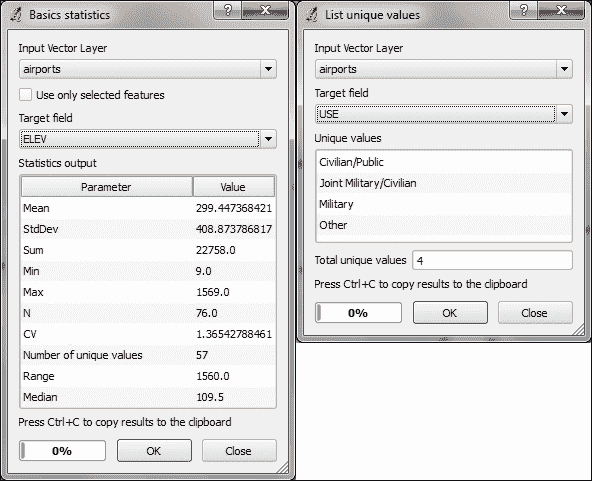 Basics statistics
Input Vector Layer
airports
Use only selected features
Target field
ELEV
Statistics output
Parameter Value
Mean 299.447368421
StdDev 408.873786817
Sum 22758.0
Min 9.0
Max 1569.0
N 76.0
CV 1.36542788461
Number of unique values 57
Range 1560.0
Median 109.5
Press Ctrl+C to copy results to the clipboard
0% OK Close
List unique values
Input Vector Layer
airports
Target field
USE
Unique values
Civilian/Public
Joint Military/Civilian
Military
Other
Total unique values 4
Press Ctrl+C to copy results to the clipboard
0% OK Close